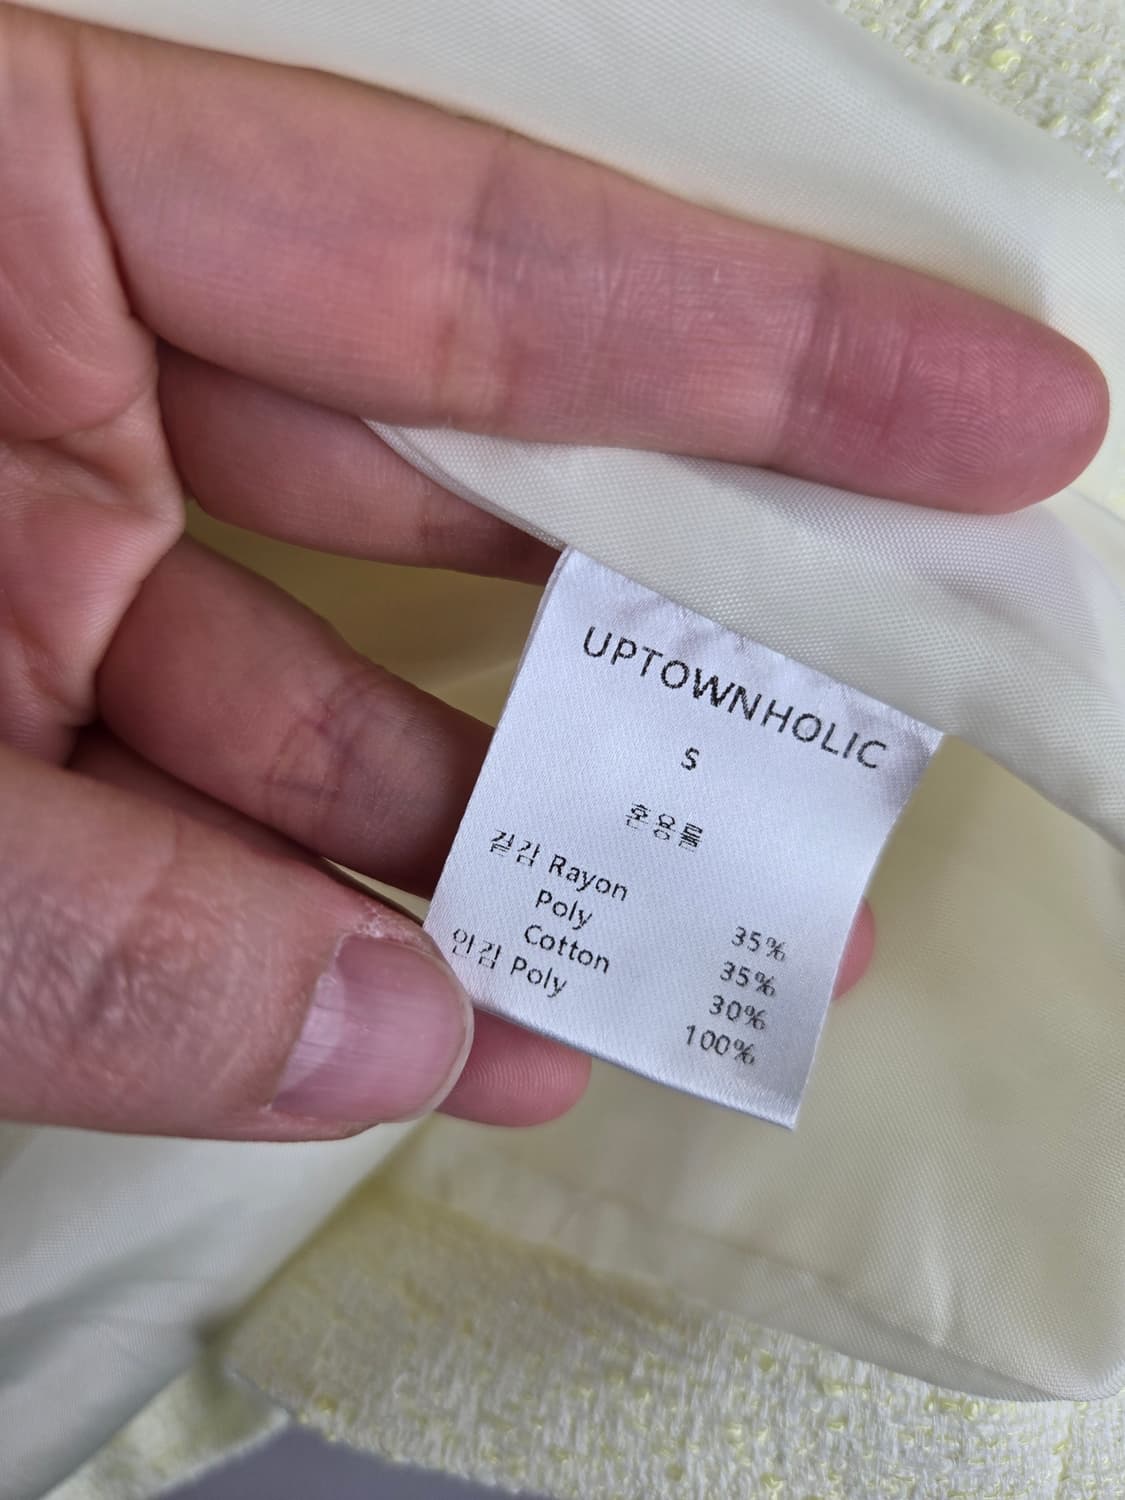 UPTOWNHOLIC
S
혼용률
겉감 Rayon 35%
Poly 35%
Cotton 30%
안감 Poly 100%